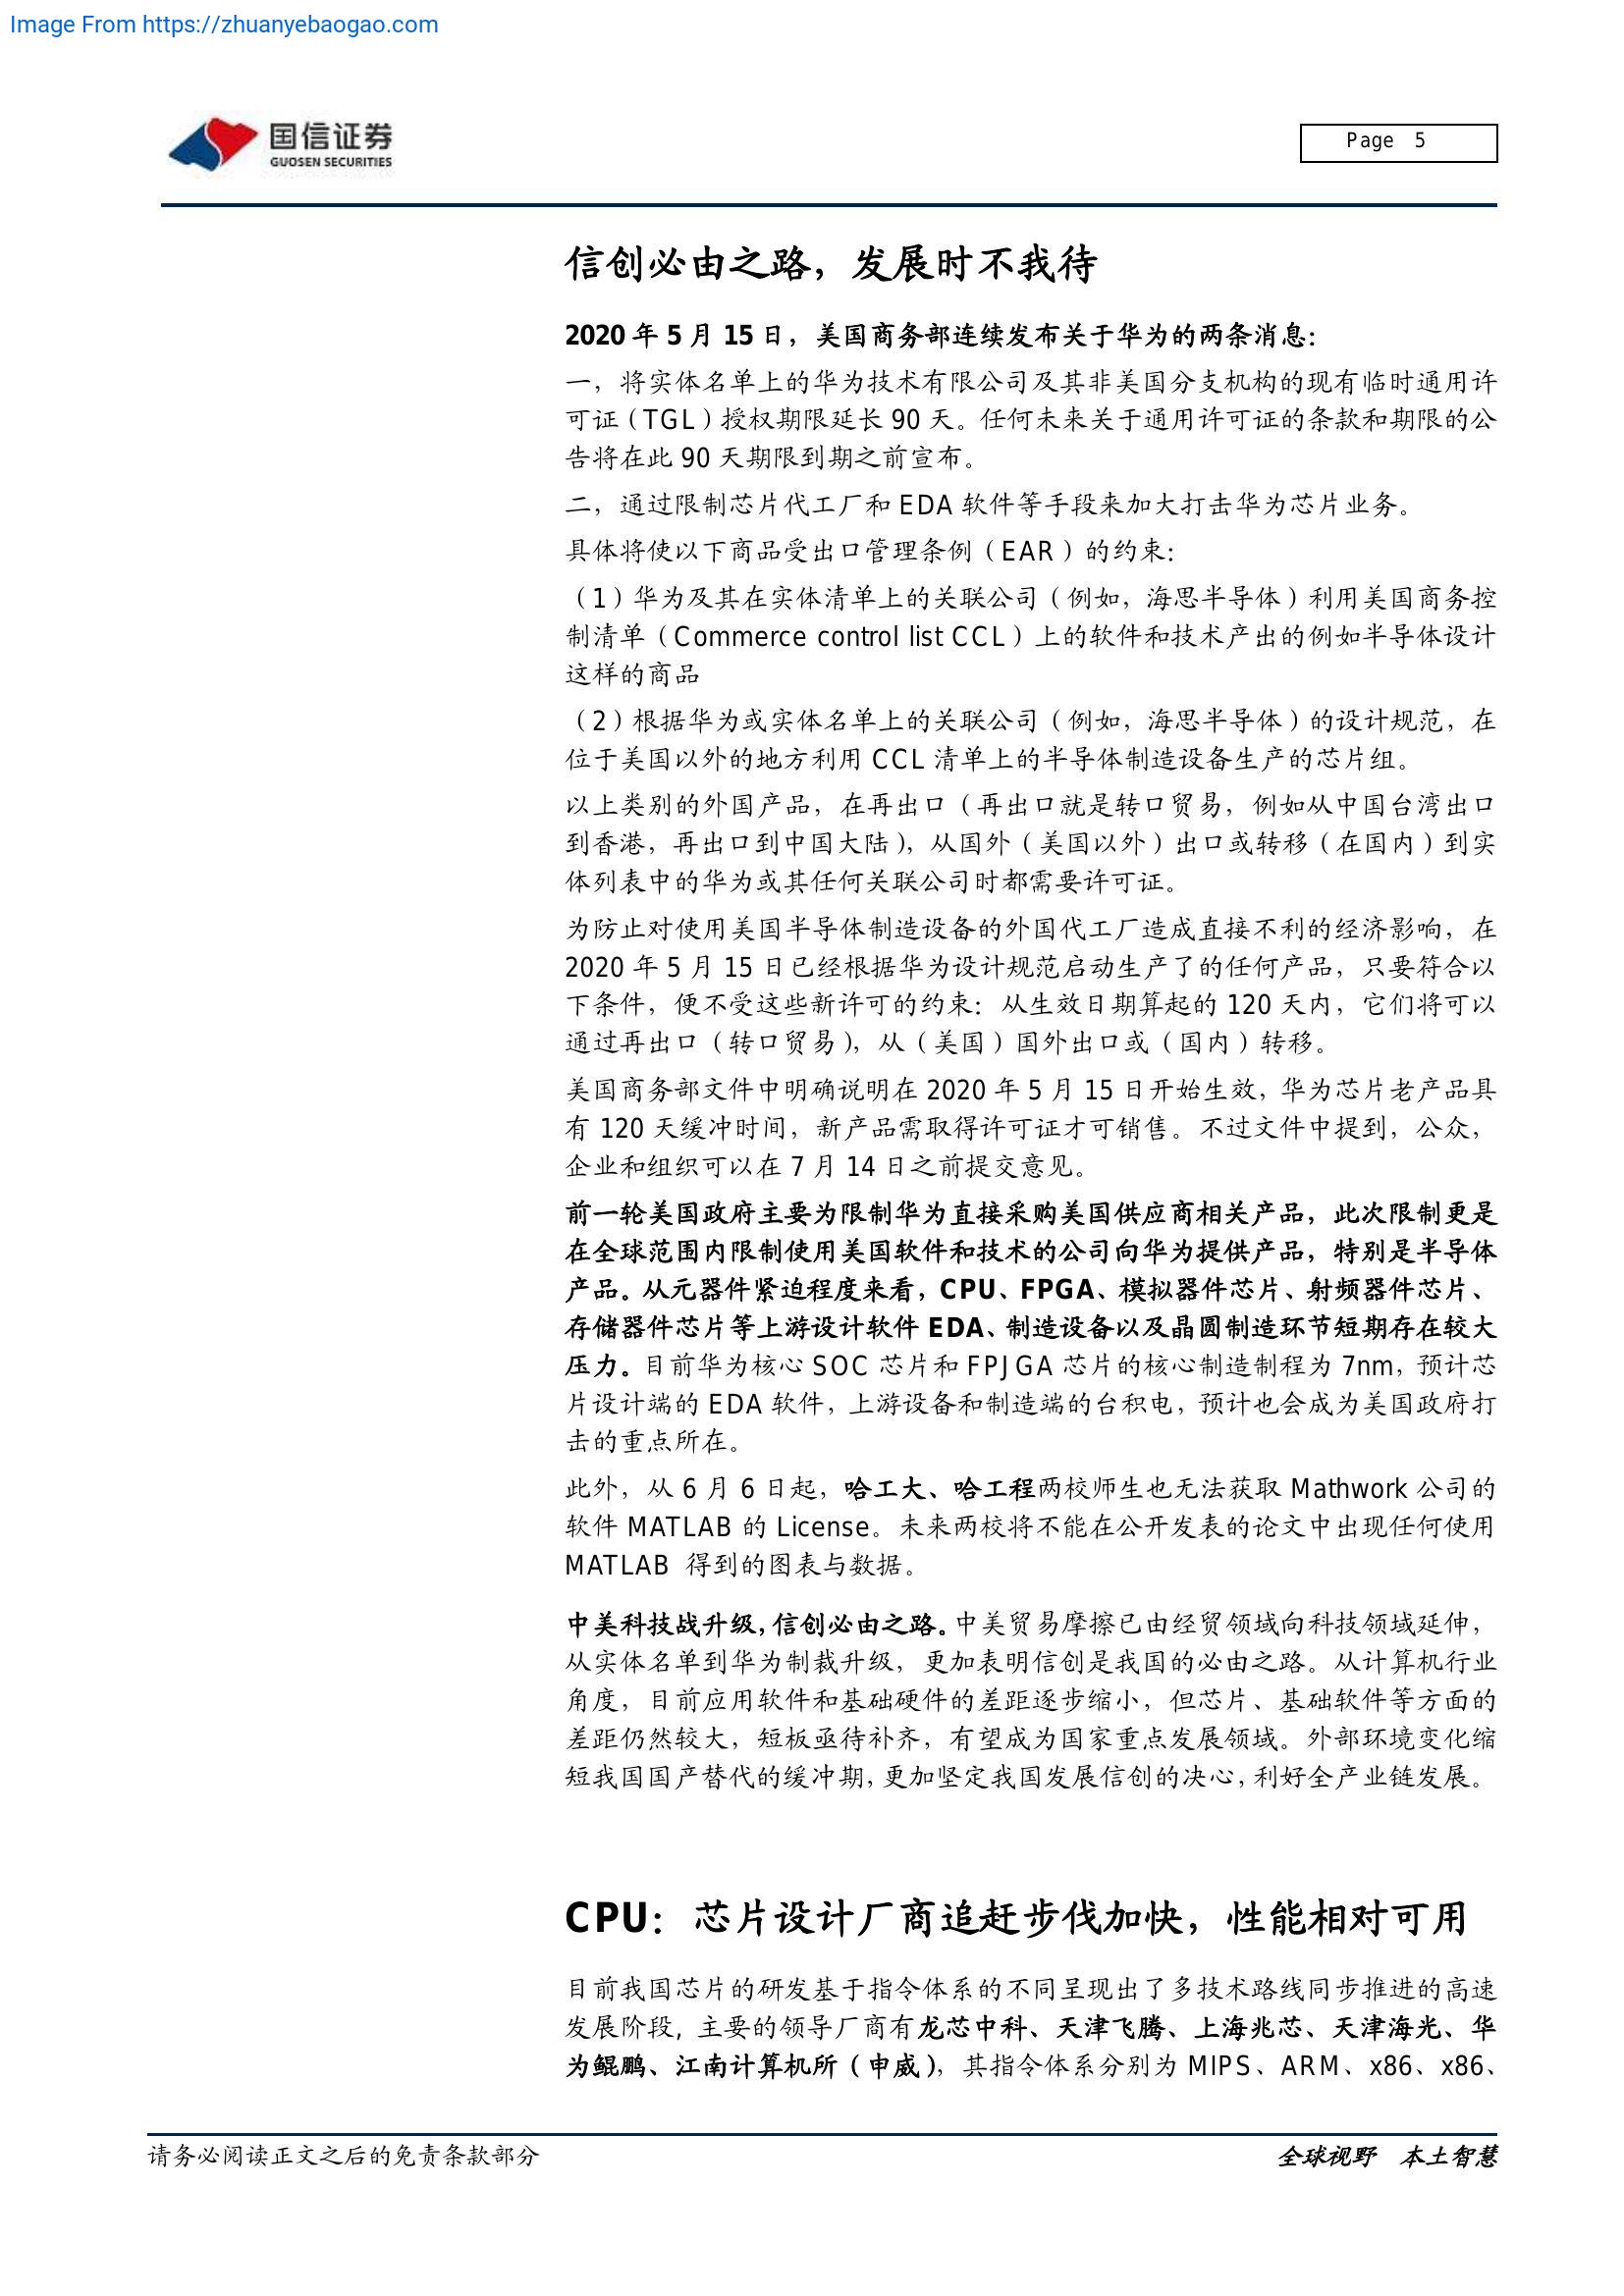 Image From https://zhuanyebaogao.com
国信证券
GUOSEN SECURITIES
Page 5
信创必由之路，发展时不我待
2020 年 5 月 15 日，美国商务部连续发布关于华为的两条消息：
一，将实体名单上的华为技术有限公司及其非美国分支机构的现有临时通用许
可证（TGL）授权期限延长 90 天。任何未来关于通用许可证的条款和期限的公
告将在此 90 天期限到期之前宣布。
二，通过限制芯片代工厂和 EDA 软件等手段来加大打击华为芯片业务。
具体将使以下商品受出口管理条例（EAR）的约束：
（1）华为及其在实体清单上的关联公司（例如，海思半导体）利用美国商务控
制清单（Commerce control list CCL）上的软件和技术产出的例如半导体设计
这样的商品
（2）根据华为或实体名单上的关联公司（例如，海思半导体）的设计规范，在
位于美国以外的地方利用 CCL 清单上的半导体制造设备生产的芯片组。
以上类别的外国产品，在再出口（再出口就是转口贸易，例如从中国台湾出口
到香港，再出口到中国大陆），从国外（美国以外）出口或转移（在国内）到实
体列表中的华为或其任何关联公司时都需要许可证。
为防止对使用美国半导体制造设备的外国代工厂造成直接不利的经济影响，在
2020 年 5 月 15 日已经根据华为设计规范启动生产了的任何产品，只要符合以
下条件，便不受这些新许可的约束：从生效日期算起的 120 天内，它们将可以
通过再出口（转口贸易），从（美国）国外出口或（国内）转移。
美国商务部文件中明确说明在 2020 年 5 月 15 日开始生效，华为芯片老产品具
有 120 天缓冲时间，新产品需取得许可证才可销售。不过文件中提到，公众，
企业和组织可以在 7 月 14 日之前提交意见。
前一轮美国政府主要为限制华为直接采购美国供应商相关产品，此次限制更是
在全球范围内限制使用美国软件和技术的公司向华为提供产品，特别是半导体
产品。从元器件紧迫程度来看，CPU、FPGA、模拟器件芯片、射频器件芯片、
存储器件芯片等上游设计软件 EDA、制造设备以及晶圆制造环节短期存在较大
压力。目前华为核心 SOC 芯片和 FPJGA 芯片的核心制造制程为 7nm，预计芯
片设计端的 EDA 软件，上游设备和制造端的台积电，预计也会成为美国政府打
击的重点所在。
此外，从 6 月 6 日起，哈工大、哈工程两校师生也无法获取 Mathwork 公司的
软件 MATLAB 的 License。未来两校将不能在公开发表的论文中出现任何使用
MATLAB 得到的图表与数据。
中美科技战升级，信创必由之路。中美贸易摩擦已由经贸领域向科技领域延伸，
从实体名单到华为制裁升级，更加表明信创是我国的必由之路。从计算机行业
角度，目前应用软件和基础硬件的差距逐步缩小，但芯片、基础软件等方面的
差距仍然较大，短板亟待补齐，有望成为国家重点发展领域。外部环境变化缩
短我国国产替代的缓冲期，更加坚定我国发展信创的决心，利好全产业链发展。
CPU：芯片设计厂商追赶步伐加快，性能相对可用
目前我国芯片的研发基于指令体系的不同呈现出了多技术路线同步推进的高速
发展阶段，主要的领导厂商有龙芯中科、天津飞腾、上海兆芯、天津海光、华
为鲲鹏、江南计算机所（申威），其指令体系分别为 MIPS、ARM、x86、x86、
请务必阅读正文之后的免责条款部分
全球视野 本土智慧